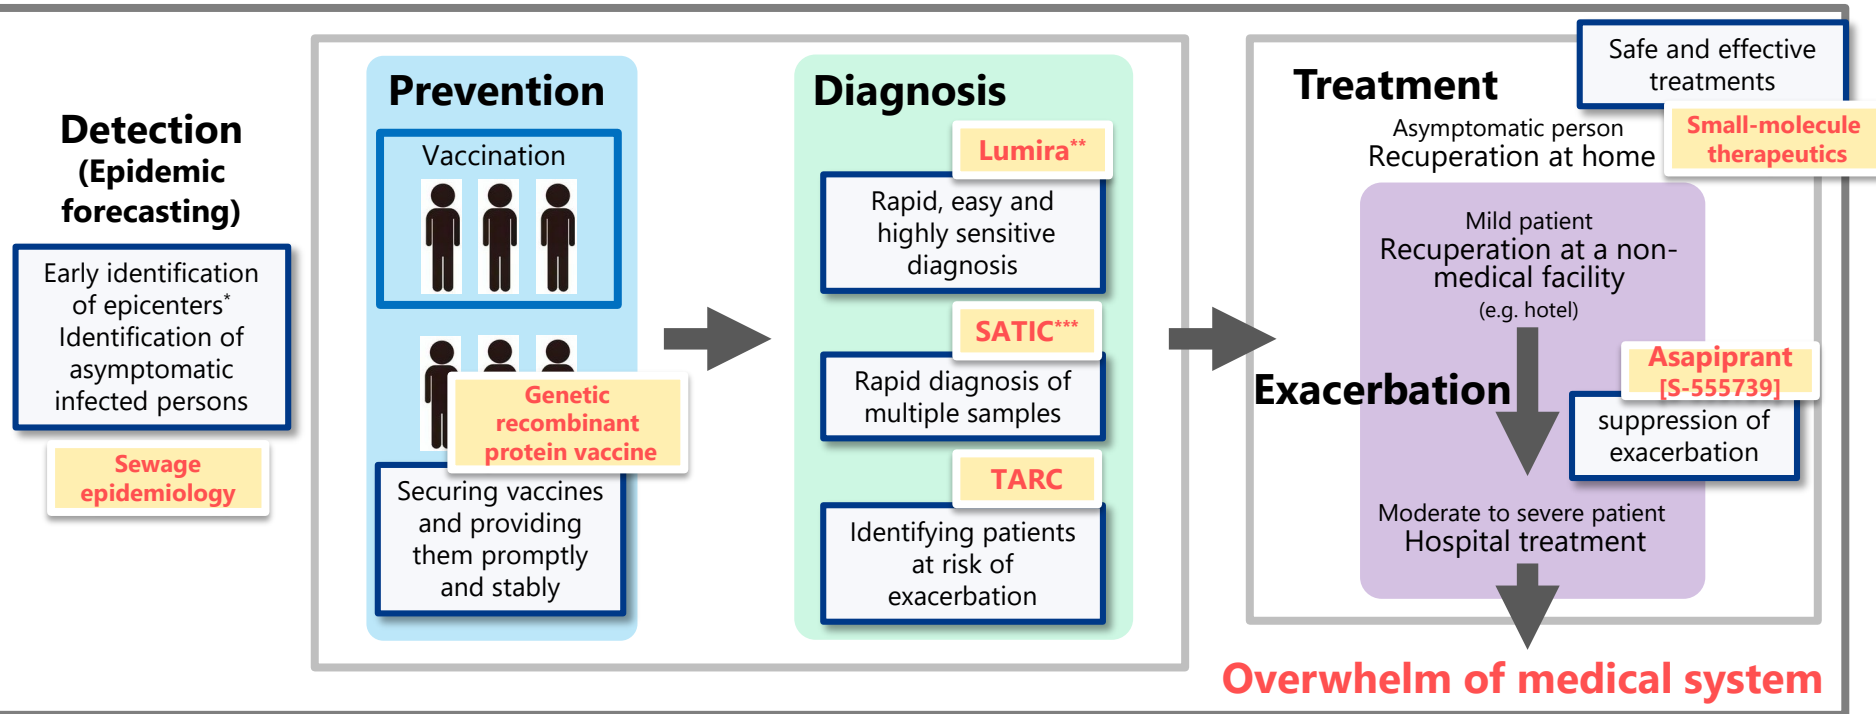 Detection
(Epidemic
forecasting)
Early identification
of epicenters*
Identification of
asymptomatic
infected persons
Sewage
epidemiology
Prevention
Vaccination
Genetic
recombinant
protein vaccine
Securing vaccines
and providing
them promptly
and stably
Diagnosis
Lumira**
Rapid, easy and
highly sensitive
diagnosis
SATIC***
Rapid diagnosis of
multiple samples
TARC
Identifying patients
at risk of
exacerbation
Treatment
Safe and effective
treatments
Small-molecule
therapeutics
Asymptomatic person
Recuperation at home
Mild patient
Recuperation at a non-
medical facility
(e.g. hotel)
Exacerbation
Asapiprant
[S-555739]
suppression of
exacerbation
Moderate to severe patient
Hospital treatment
Overwhelm of medical system